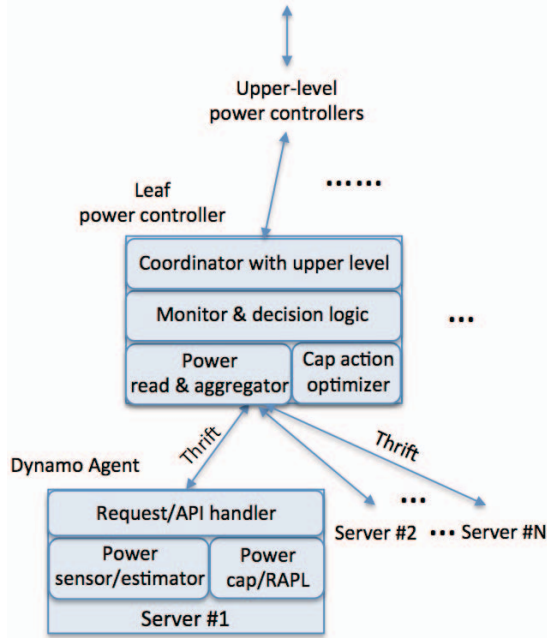 Upper-level
power controllers
......
Leaf
power controller
Coordinator with upper level
Monitor & decision logic
...
Power
read & aggregator
Cap action
optimizer
Thrift
Thrift
Dynamo Agent
...
Request/API handler
Server #2 ... Server #N
Power
sensor/estimator
Power
cap/RAPL
Server #1